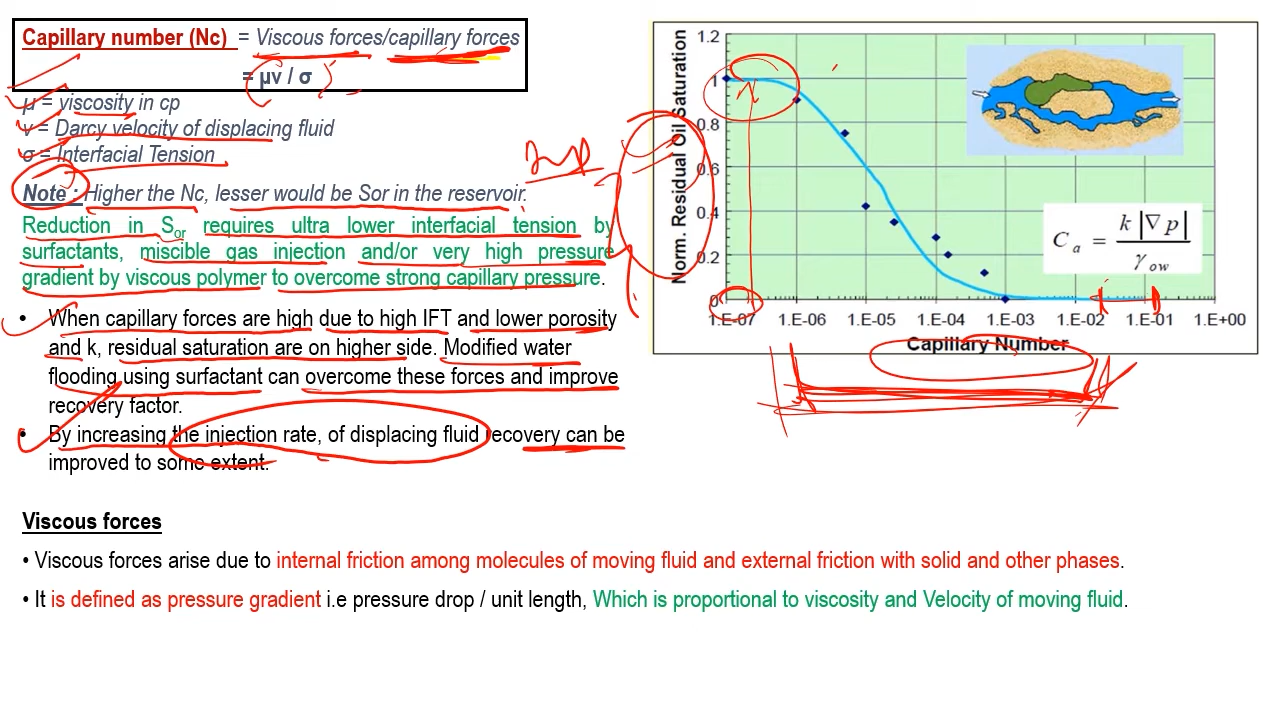 Capillary number (Nc) = Viscous forces/capillary forces
= μv / σ
μ = viscosity in cp
v = Darcy velocity of displacing fluid
σ = Interfacial Tension
Note : Higher the Nc, lesser would be Sor in the reservoir.
Reduction in Sor requires ultra lower interfacial tension by
surfactants, miscible gas injection and/or very high pressure
gradient by viscous polymer to overcome strong capillary pressure.
• When capillary forces are high due to high IFT and lower porosity
and k, residual saturation are on higher side. Modified water
flooding using surfactant can overcome these forces and improve
recovery factor.
• By increasing the injection rate, of displacing fluid recovery can be
improved to some extent.
Viscous forces
• Viscous forces arise due to internal friction among molecules of moving fluid and external friction with solid and other phases.
• It is defined as pressure gradient i.e pressure drop / unit length, Which is proportional to viscosity and Velocity of moving fluid.
Norm. Residual Oil Saturation
1.2
1
0.8
0.6
0.4
0.2
0
1.E-07 1.E-06 1.E-05 1.E-04 1.E-03 1.E-02 1.E-01 1.E+00
Capillary Number
C a = k |∇ p| / γ ow